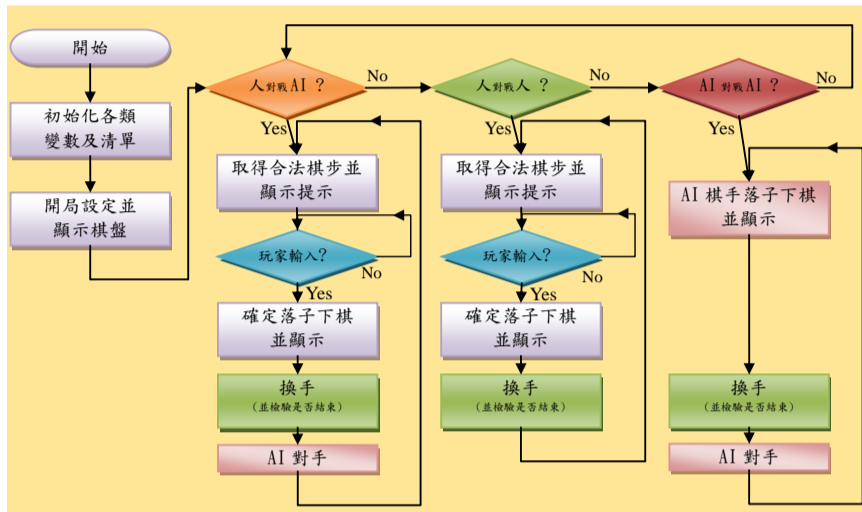 開始
初始化各類
變數及清單
開局設定並
顯示棋盤
人對戰AI ?
No
Yes
取得合法棋步並
顯示提示
玩家輸入?
No
Yes
確定落子下棋
並顯示
換手
(並檢驗是否結束)
AI 對手
人對戰人 ?
No
Yes
取得合法棋步並
顯示提示
玩家輸入?
No
Yes
確定落子下棋
並顯示
換手
(並檢驗是否結束)
AI 對戰AI ?
No
Yes
AI 棋手落子下棋
並顯示
換手
(並檢驗是否結束)
AI 對手